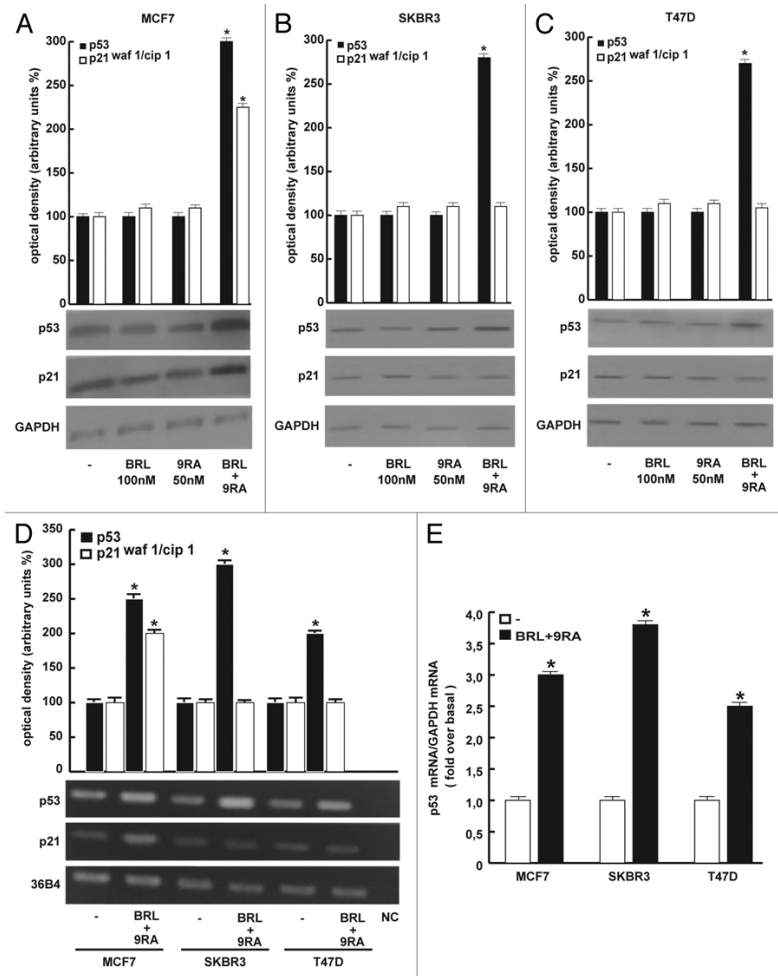 A
MCF7
p53
p21 waf 1/cip 1
optical density (arbitrary units %)
300
250
200
150
100
50
0
*
*
p53
p21
GAPDH
-
BRL
100nM
9RA
50nM
BRL
+
9RA
B
SKBR3
p53
p21 waf 1/cip 1
optical density (arbitrary units %)
300
250
200
150
100
50
0
*
p53
p21
GAPDH
-
BRL
100nM
9RA
50nM
BRL
+
9RA
C
T47D
p53
p21 waf 1/cip 1
optical density (arbitrary units %)
300
250
200
150
100
50
0
*
p53
p21
GAPDH
-
BRL
100nM
9RA
50nM
BRL
+
9RA
D
p53
p21 waf 1/cip 1
optical density (arbitrary units %)
350
300
250
200
150
100
50
0
*
*
*
*
p53
p21
36B4
-
BRL
+
9RA
-
BRL
+
9RA
-
BRL
+
9RA
NC
MCF7
SKBR3
T47D
E
-
BRL+9RA
p53 mRNA/GAPDH mRNA
( fold over basal )
4,0
3,5
3,0
2,5
2,0
1,5
1,0
0,5
0,0
*
*
*
MCF7
SKBR3
T47D